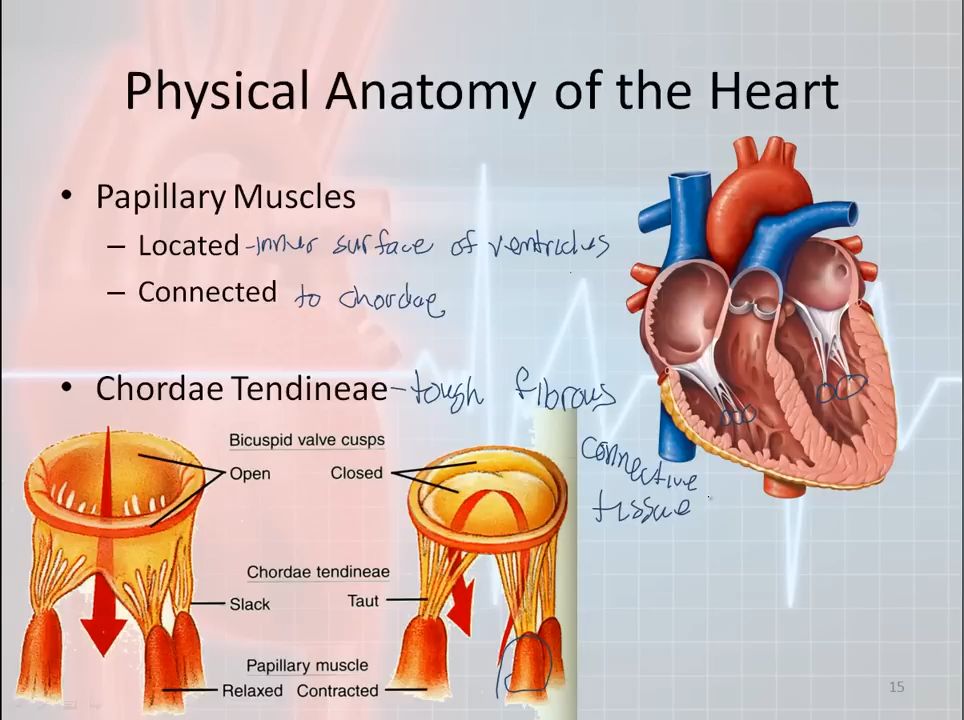 Physical Anatomy of the Heart
• Papillary Muscles
– Located - inner surface of ventricles
– Connected to chordae
• Chordae Tendineae - tough fibrous
connective
tissue
Bicuspid valve cusps
Open Closed
Chordae tendineae
Slack Taut
Papillary muscle
Relaxed Contracted
15